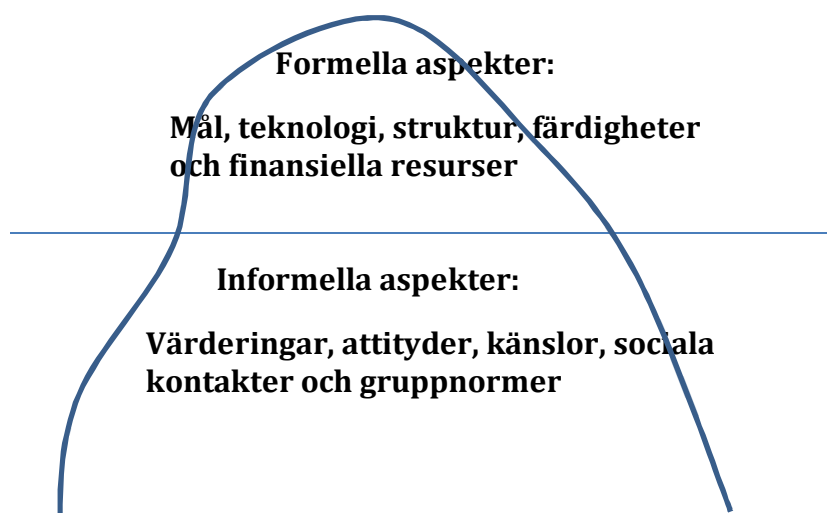 Formella aspekter:
Mål, teknologi, struktur, färdigheter
och finansiella resurser
Informella aspekter:
Värderingar, attityder, känslor, sociala
kontakter och gruppnormer